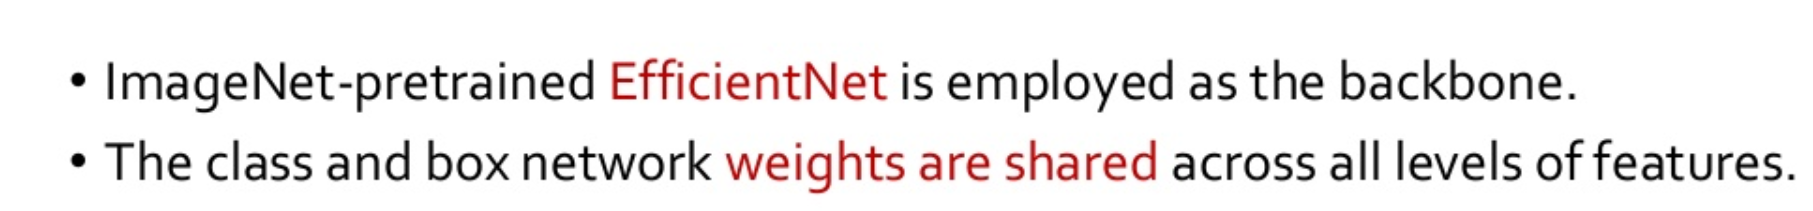 • ImageNet-pretrained EfficientNet is employed as the backbone.
• The class and box network weights are shared across all levels of features.